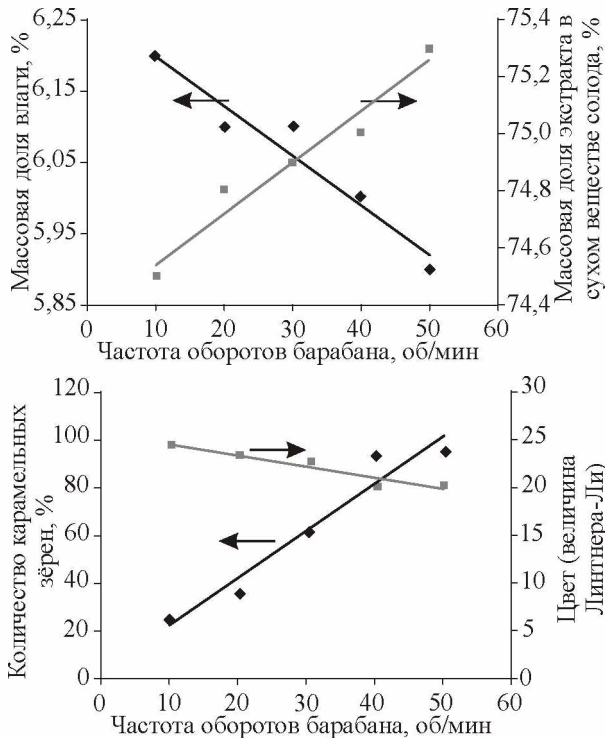 Массовая доля влаги, %
6,25
6,15
6,05
5,95
5,85
75,4
75,2
75,0
74,8
74,6
74,4
Массовая доля экстракта в
сухом веществе солода, %
0 10 20 30 40 50 60
Частота оборотов барабана, об/мин
Количество карамельных
зёрен, %
120
100
80
60
40
20
0
30
25
20
15
10
5
0
Цвет (величина
Линтнера-Ли)
0 10 20 30 40 50 60
Частота оборотов барабана, об/мин